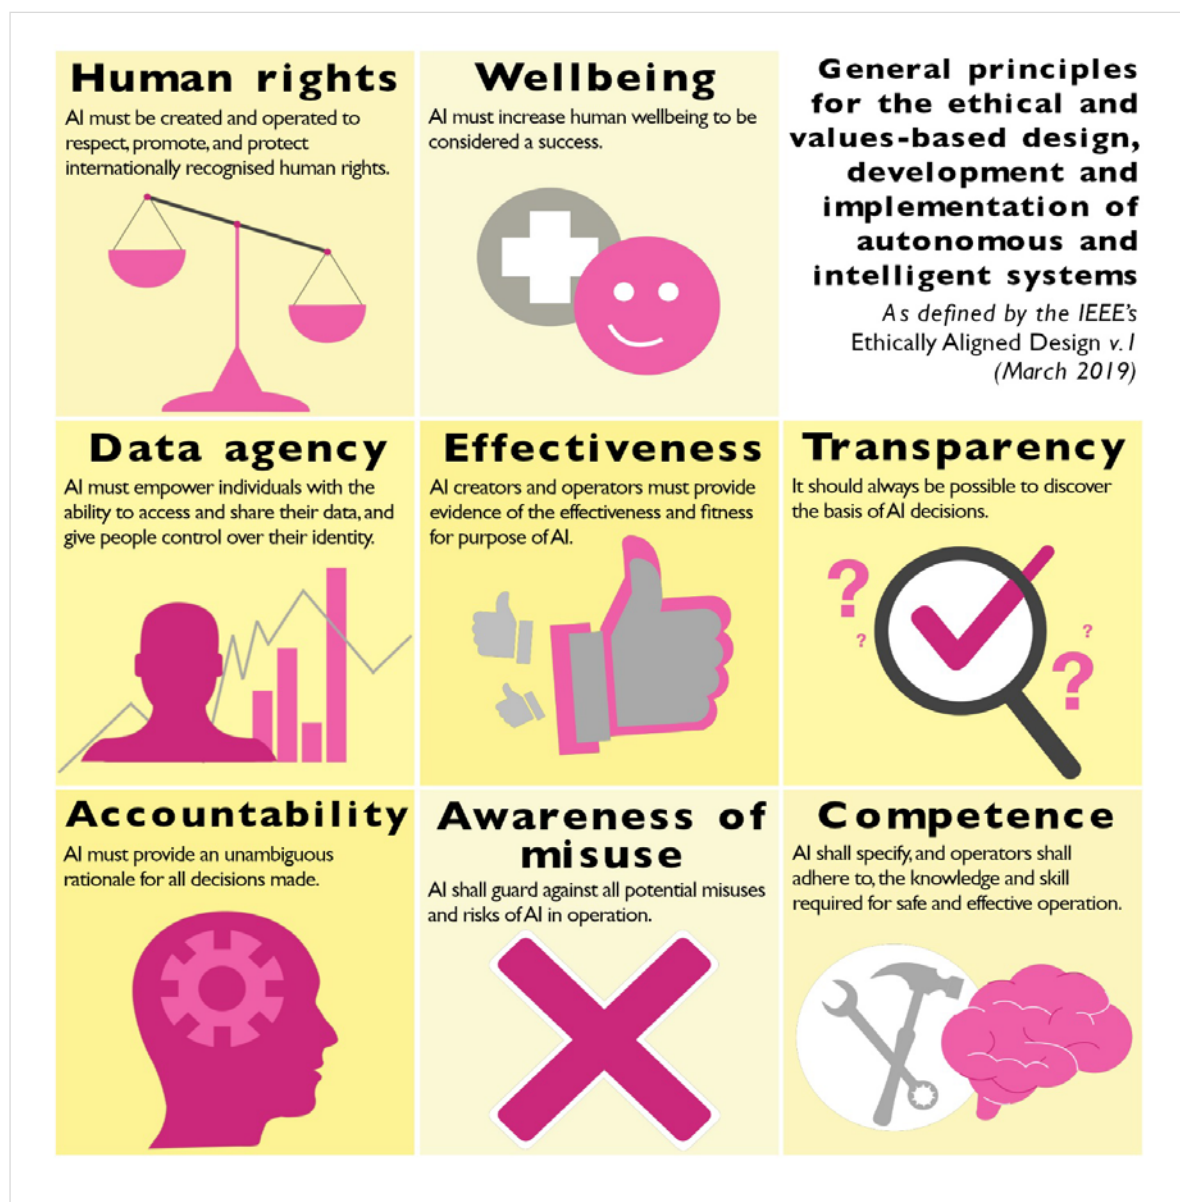 Human rights
AI must be created and operated to
respect, promote, and protect
internationally recognised human rights.
Wellbeing
AI must increase human wellbeing to be
considered a success.
General principles
for the ethical and
values-based design,
development and
implementation of
autonomous and
intelligent systems
As defined by the IEEE's
Ethically Aligned Design v. 1
(March 2019)
Data agency
AI must empower individuals with the
ability to access and share their data, and
give people control over their identity.
Effectiveness
AI creators and operators must provide
evidence of the effectiveness and fitness
for purpose of AI.
Transparency
It should always be possible to discover
the basis of AI decisions.
?
?
?
?
Accountability
AI must provide an unambiguous
rationale for all decisions made.
Awareness of
misuse
AI shall guard against all potential misuses
and risks of AI in operation.
Competence
AI shall specify, and operators shall
adhere to, the knowledge and skill
required for safe and effective operation.